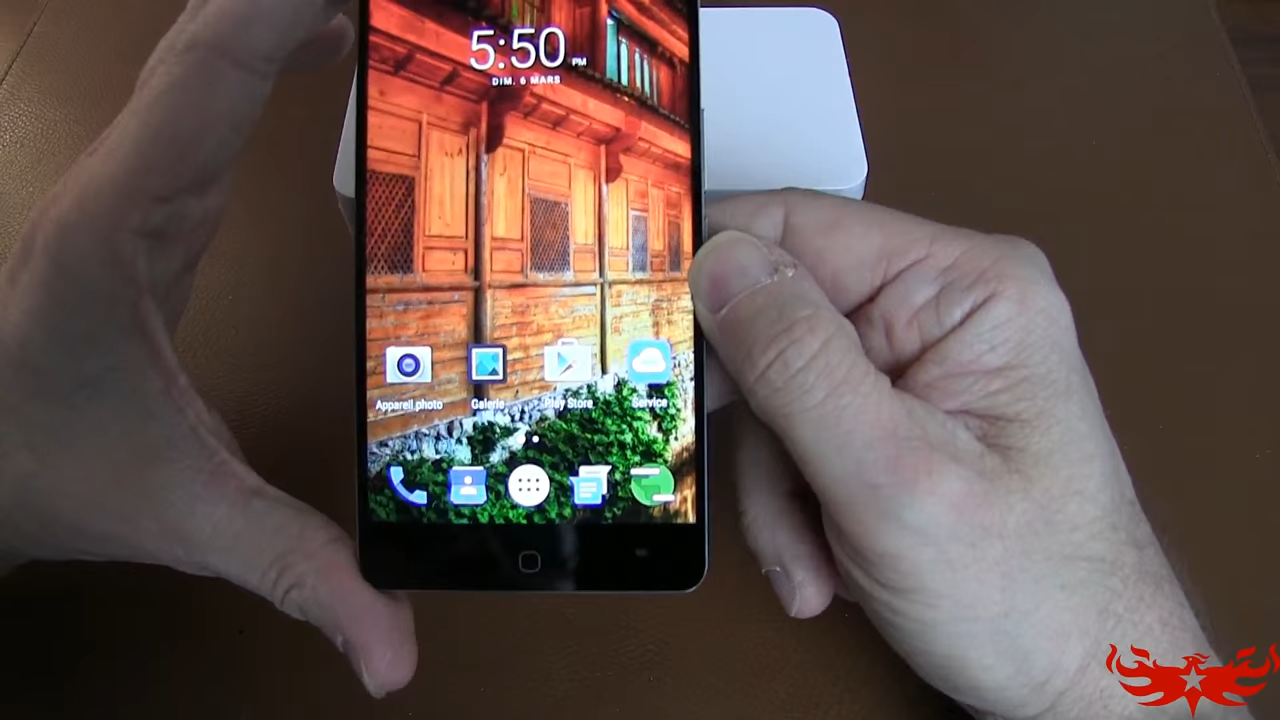 5:50 PM
DIM. 6 MARS
Appareil photo
Galerie
Play Store
Service